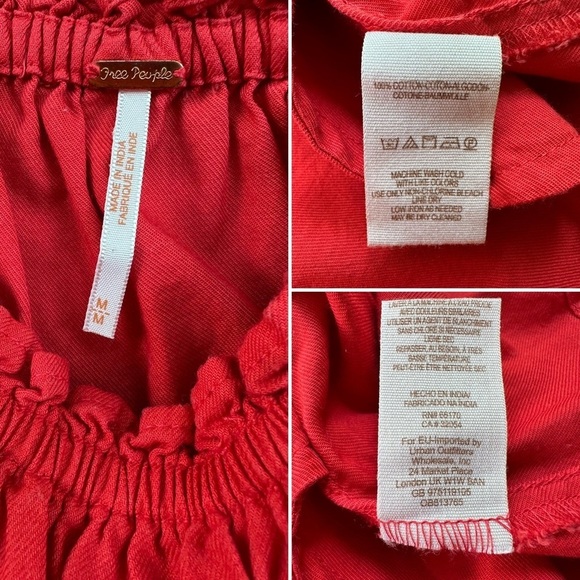 Free People
MADE IN INDIA
FABRIQUE EN INDE
M
M
100% COTTON-COTON-ALGODÓN-
COTONE-BAUMWOLLE
MACHINE WASH COLD
WITH LIKE COLORS
USE ONLY NON-CHLORINE BLEACH
LINE DRY
LOW IRON AS NEEDED
MAY BE DRY CLEANED
LAVER À LA MACHINE À L'EAU FROIDE
AVEC COULEURS SIMILAIRES
UTILISER UN AGENT DE BLANCHIMENT
SANS CHLORE SI NÉCESSAIRE
LIGNE SEC
REPASSER, AU BESOIN, À TRÈS
BASSE TEMPÉRATURE
PEUT-ÊTRE ÊTRE NETTOYÉE SEC
HECHO EN INDIA/
FABRICADO NA INDIA
RN# 66170
CA # 32054
For EU-Imported by
Urban Outfitters
Wholesale, Inc
24 Market Place
London UK W1W 8AN
GB 975119195
OB813765